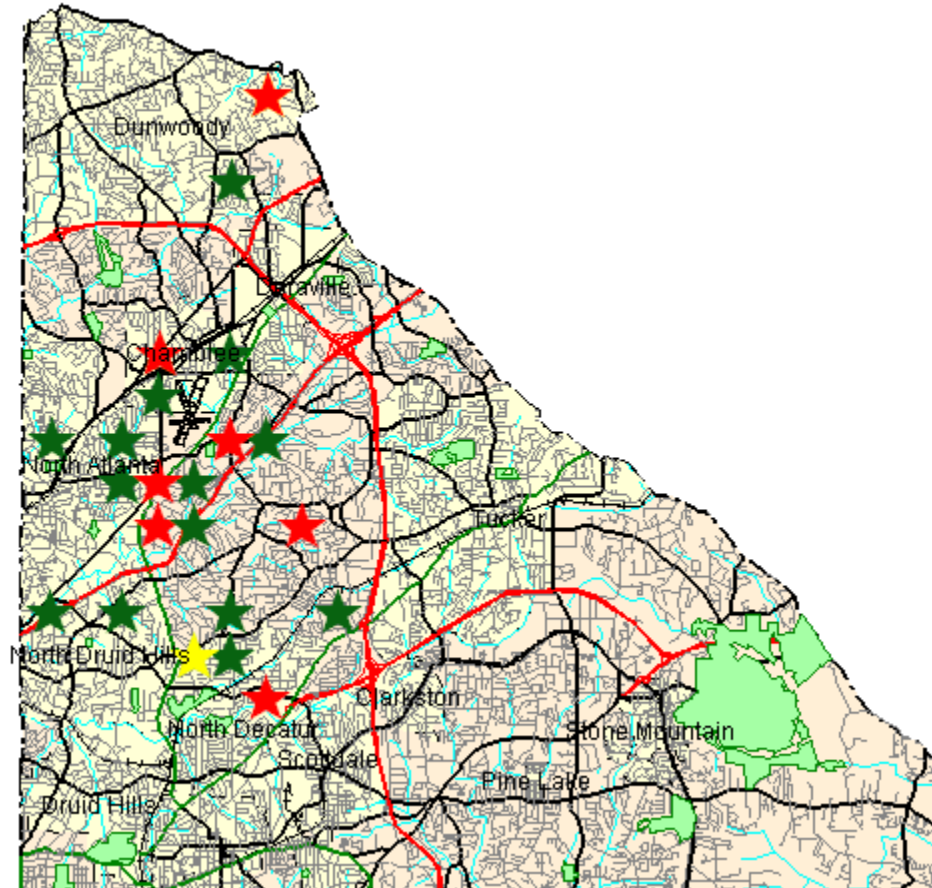 Dunwoody
Doraville
Chamblee
North Atlanta
Tucker
North Druid Hills
Clarkston
North Decatur
Stone Mountain
Scottdale
Pine Lake
Druid Hills